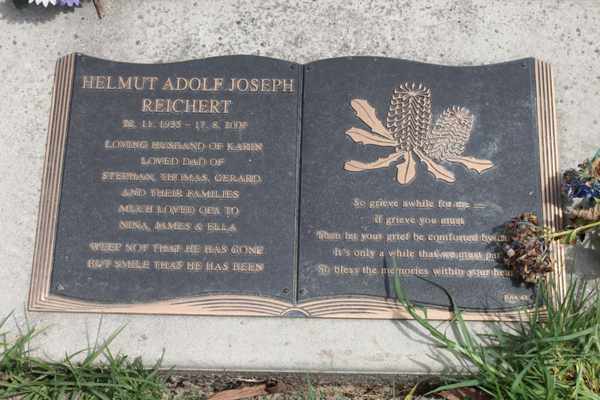 HELMUT ADOLF JOSEPH
REICHERT
22. 11. 1935 - 17. 8. 2007
LOVING HUSBAND OF KARIN
LOVED DAD OF
STEPHAN, THOMAS, GERARD
AND THEIR FAMILIES
MUCH LOVED OPA TO
NINA, JAMES & ELLA
WEEP NOT THAT HE HAS GONE
BUT SMILE THAT HE HAS BEEN
So grieve awhile for me —
If grieve you must
Then let your grief be comforted by
It's only a while that we must
So bless the memories within your